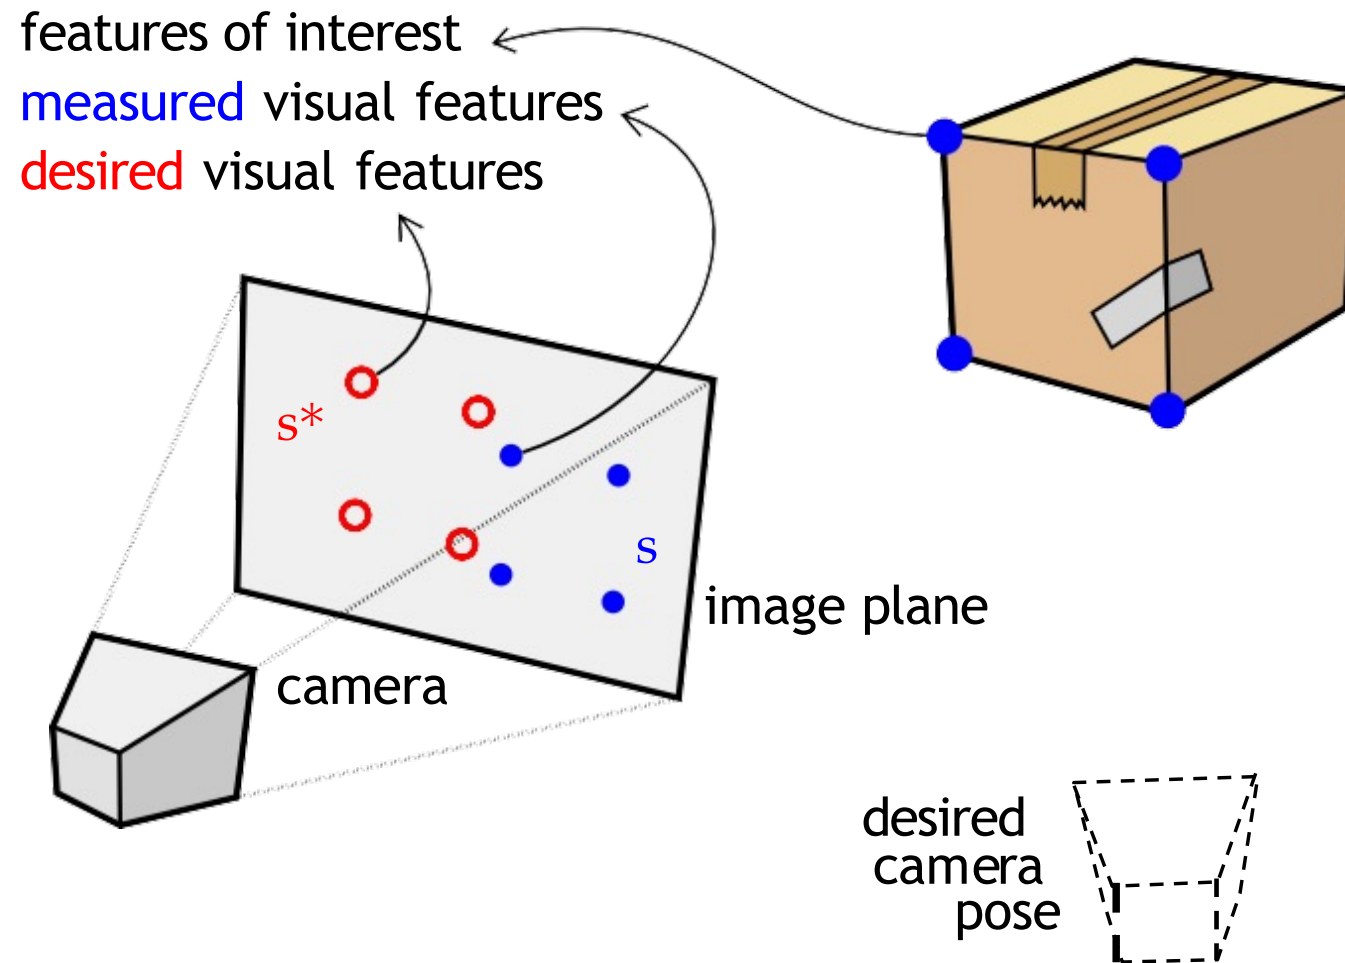 features of interest
measured visual features
desired visual features
s*
s
image plane
camera
desired
camera
pose